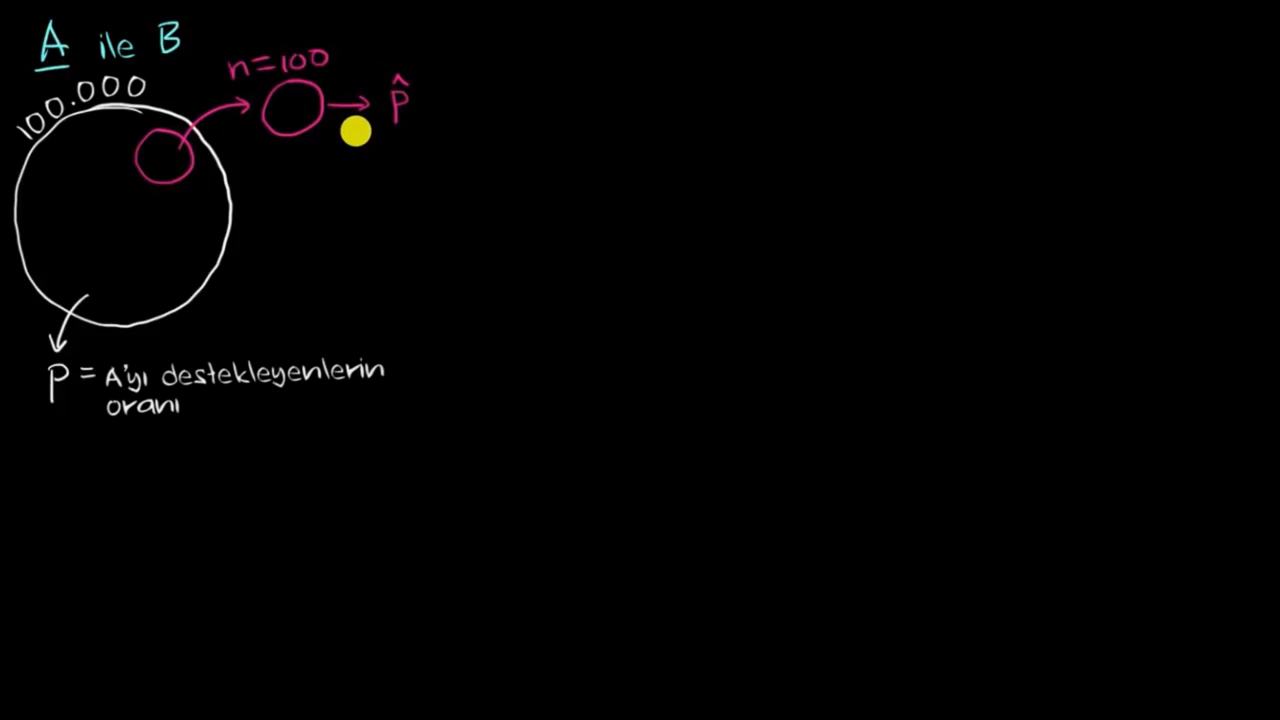 A ile B
100.000
n=100
p̂
P = A'yı destekleyenlerin
oranı